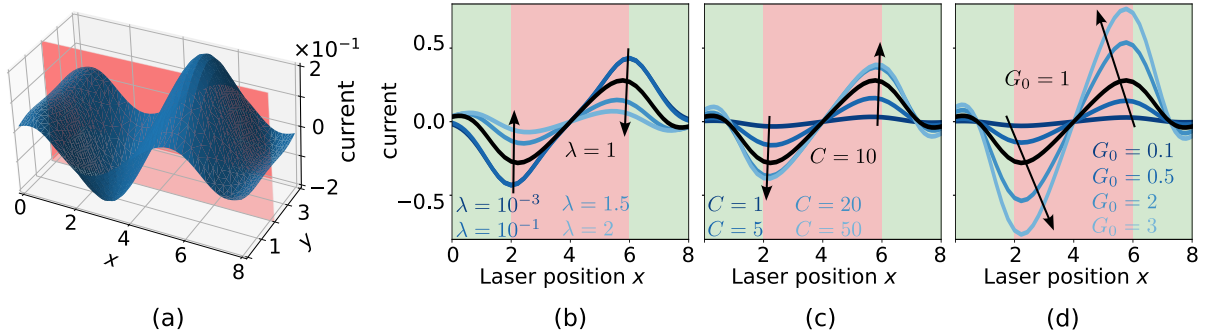 ×10⁻¹
2
0
−2
current
0
2
4
6
8
x
1
3
y
(a)
0.5
0.0
−0.5
current
λ = 1
λ = 10⁻³ λ = 1.5
λ = 10⁻¹ λ = 2
0 2 4 6 8
Laser position x
(b)
C = 10
C = 1 C = 20
C = 5 C = 50
0 2 4 6 8
Laser position x
(c)
G₀ = 1
G₀ = 0.1
G₀ = 0.5
G₀ = 2
G₀ = 3
0 2 4 6 8
Laser position x
(d)